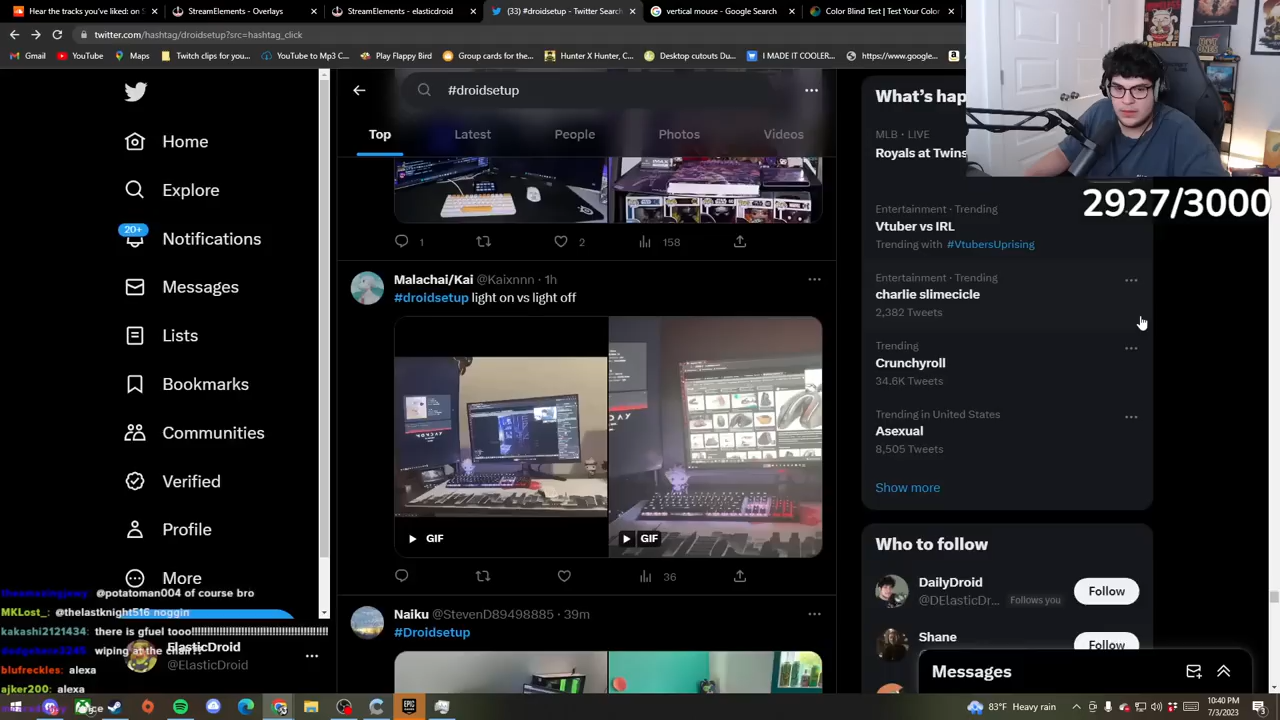 Hear the tracks you've liked: on
StreamElements - Overlays
StreamElements - elasticdroid
(33) #droidsetup - Twitter Search
vertical mouse - Google Search
Color Blind Test | Test Your Color
twitter.com/hashtag/droidsetup?src=hashtag_click
Gmail
YouTube
Maps
Twitch clips for you...
YouTube to Mp3 C...
Play Flappy Bird
Group cards - the...
Hunter X Hunter, C...
Desktop cutouts Du...
I MADE IT COOLER...
https://www.google...
Home
Explore
20+
Notifications
Messages
Lists
Bookmarks
Communities
Verified
Profile
More
ElasticDroid
@ElasticDroid
@potatoman004 of course bro
MKLost_: @thelastknight516 noggin
kakashi2121434: there is gfuel tooo!!!!!!!!!!!!!!!!!!!!!!!!!!!!!!!!!!!!!!!!!!!!!!!
wiping at the chair??
blufreckles: alexa
ajker200: alexa
#droidsetup
Top
Latest
People
Photos
Videos
1
2
158
Malachai/Kai @Kaixnnn · 1h
#droidsetup light on vs light off
GIF
GIF
36
Naiku @StevenD89498885 · 39m
#Droidsetup
What's hap
MLB · LIVE
Royals at Twins
2927/3000
Entertainment · Trending
Vtuber vs IRL
Trending with #VtubersUprising
Entertainment · Trending
charlie slimecicle
2,382 Tweets
Trending
Crunchyroll
34.6K Tweets
Trending in United States
Asexual
8,505 Tweets
Show more
Who to follow
DailyDroid
@DElasticDr... Follows you
Follow
Shane
Follow
Messages
EPIC
83°F Heavy rain
10:40 PM
7/3/2023